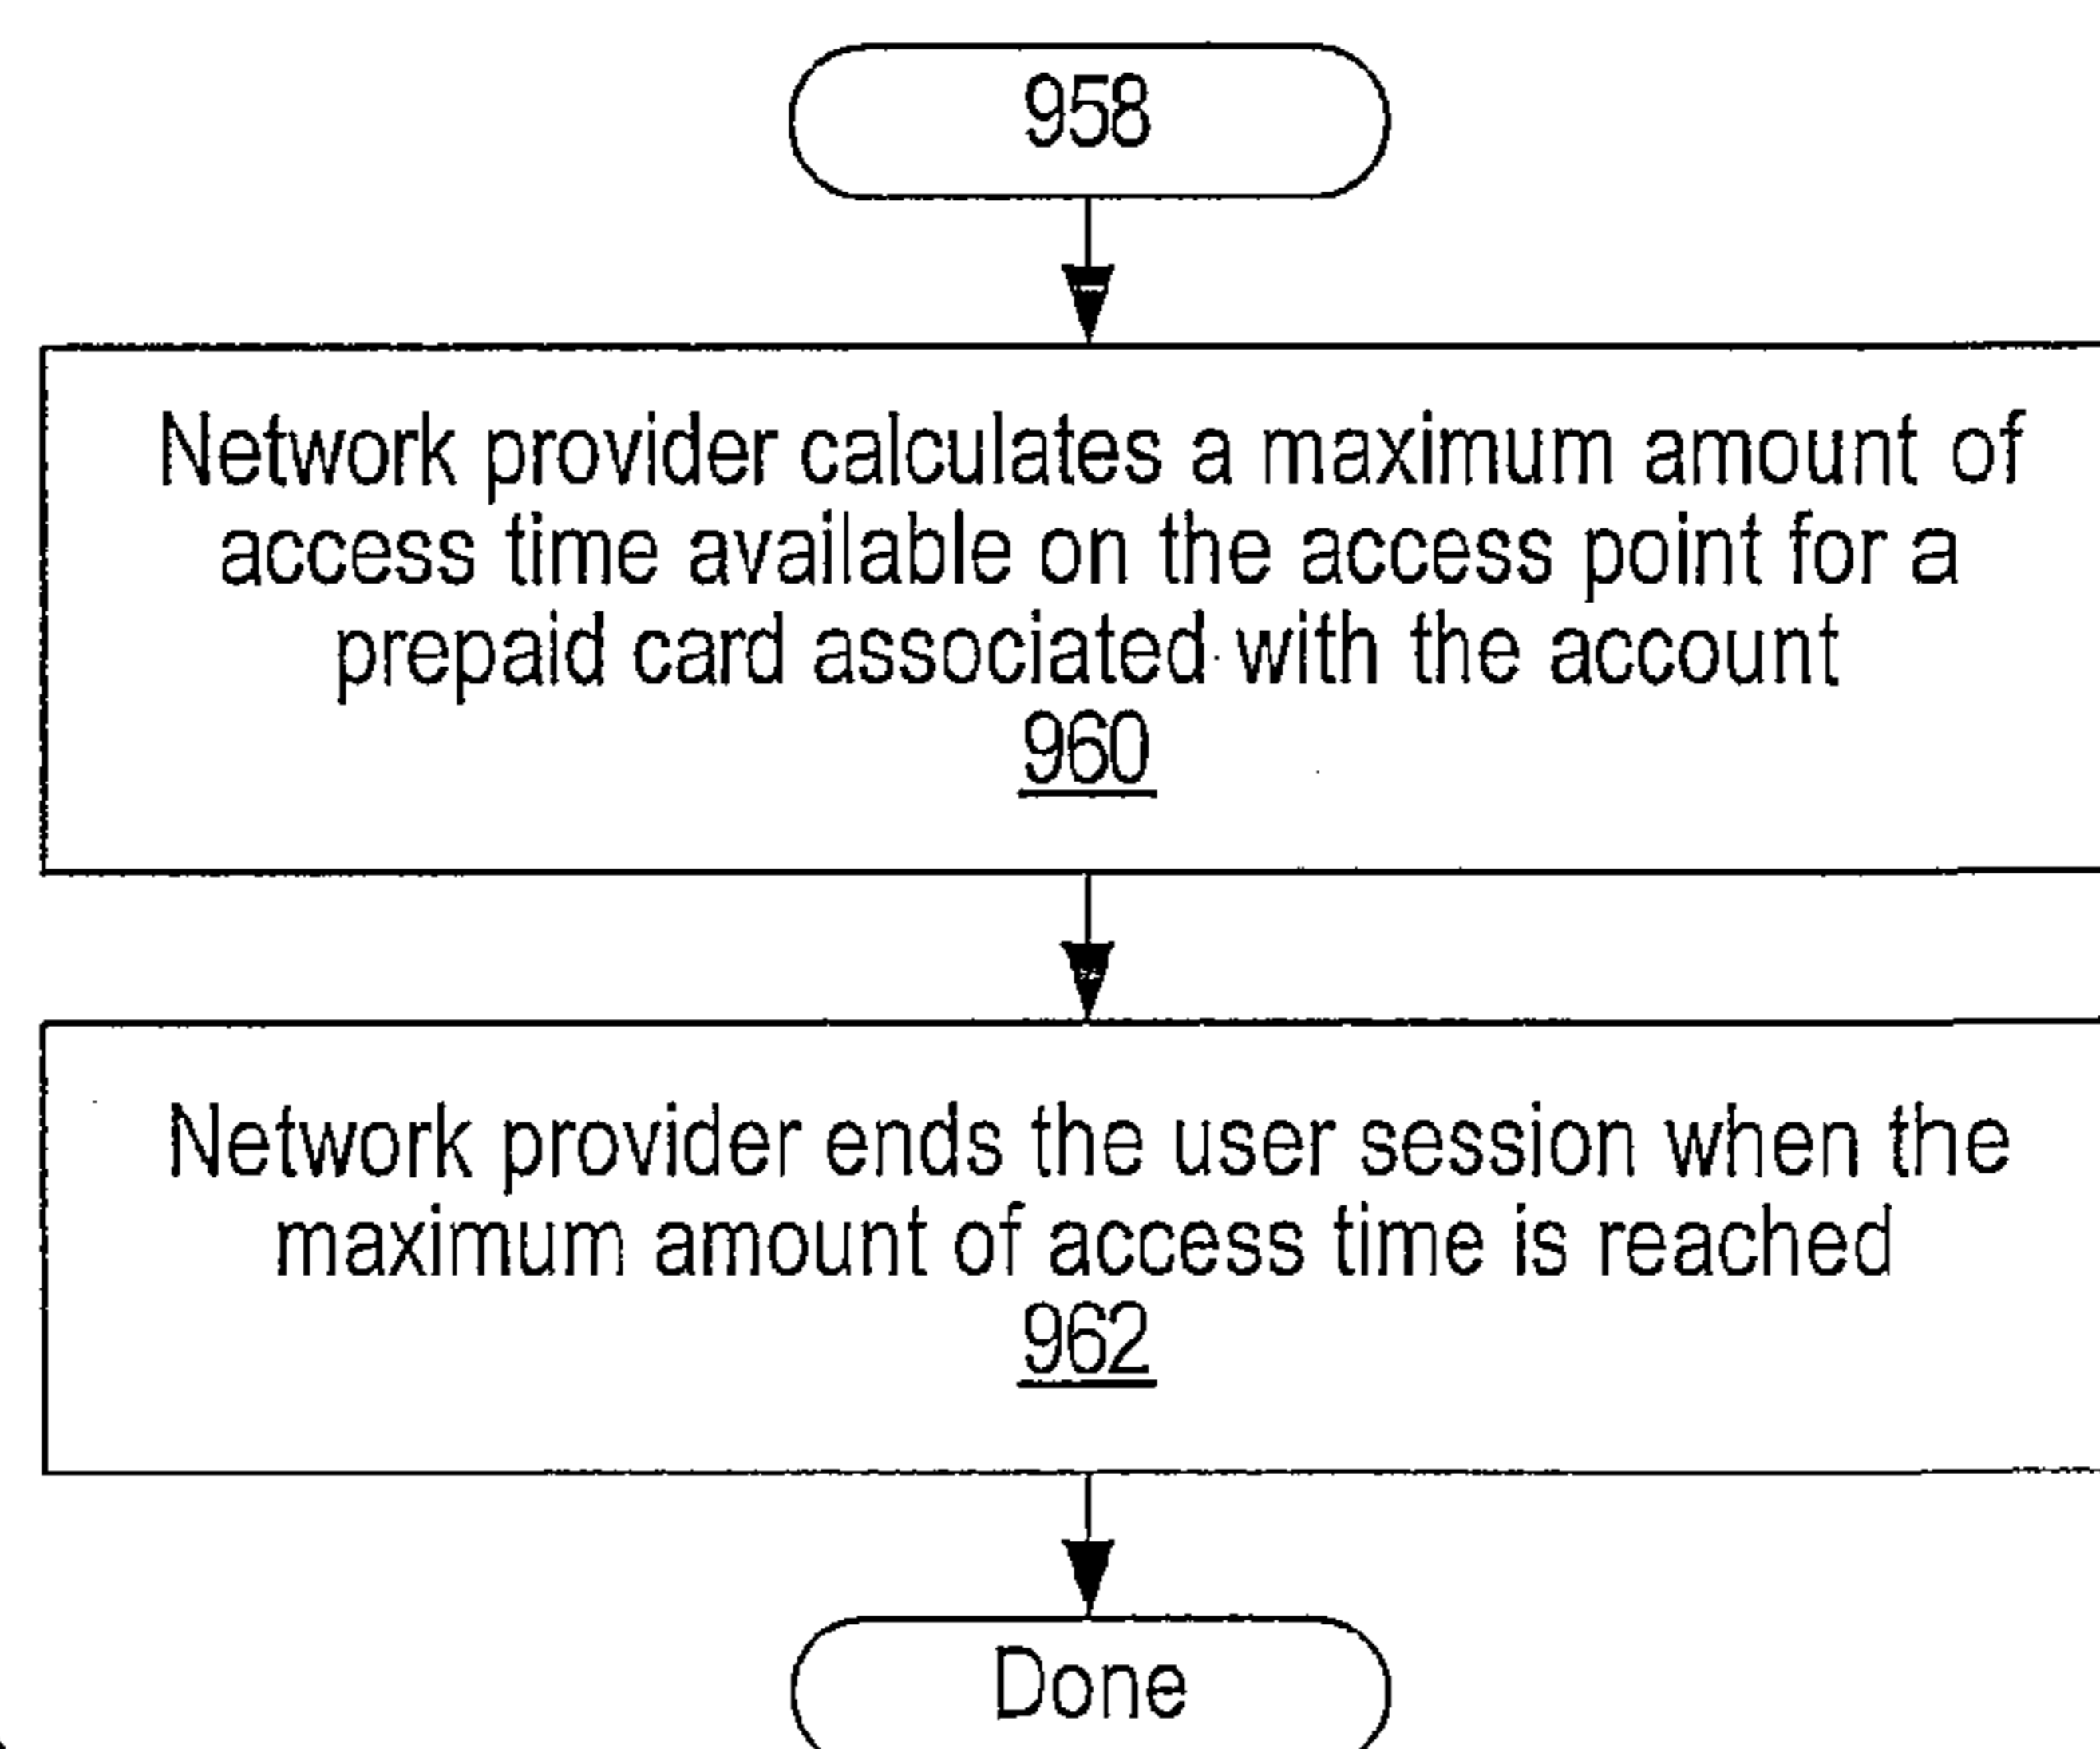 958
Network provider calculates a maximum amount of
access time available on the access point for a
prepaid card associated with the account
960
Network provider ends the user session when the
maximum amount of access time is reached
962
Done